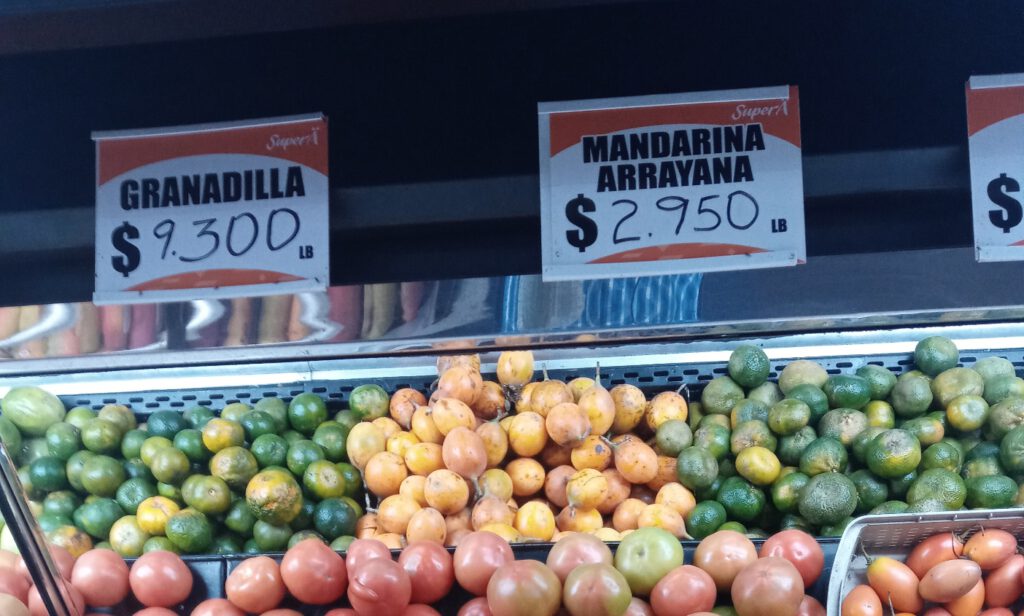 SuperA
GRANADILLA
$ 9.300 LB
SuperA
MANDARINA
ARRAYANA
$ 2.950 LB
$